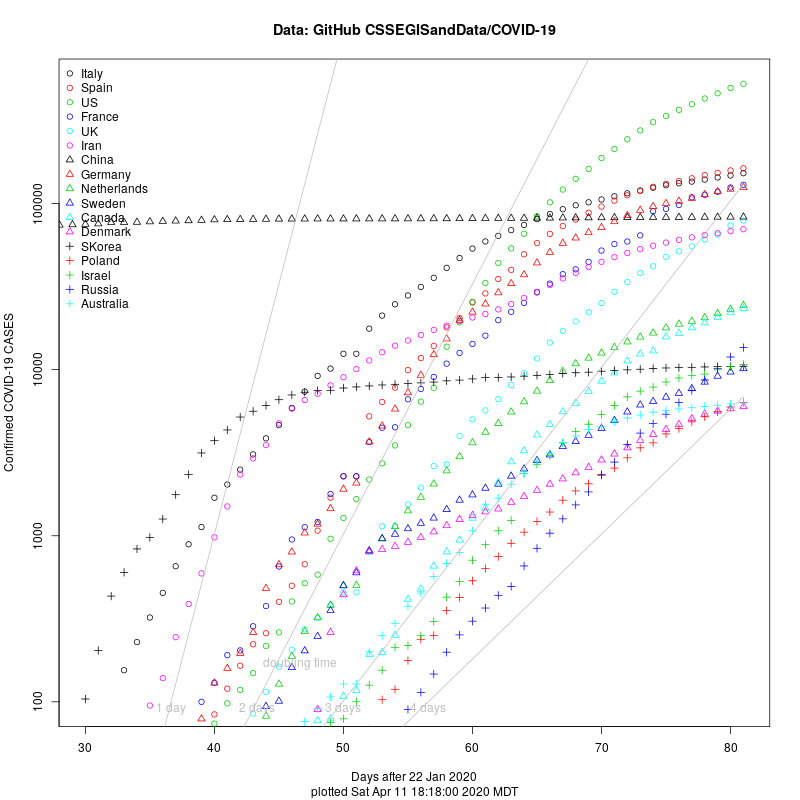 Data: GitHub CSSEGISandData/COVID-19
Italy
Spain
US
France
UK
Iran
China
Germany
Netherlands
Sweden
Canada
Denmark
SKorea
Poland
Israel
Russia
Australia
Confirmed COVID-19 CASES
100000
10000
1000
100
doubling time
1 day
2 days
3 days
4 days
30
40
50
60
70
80
Days after 22 Jan 2020
plotted Sat Apr 11 18:18:00 2020 MDT